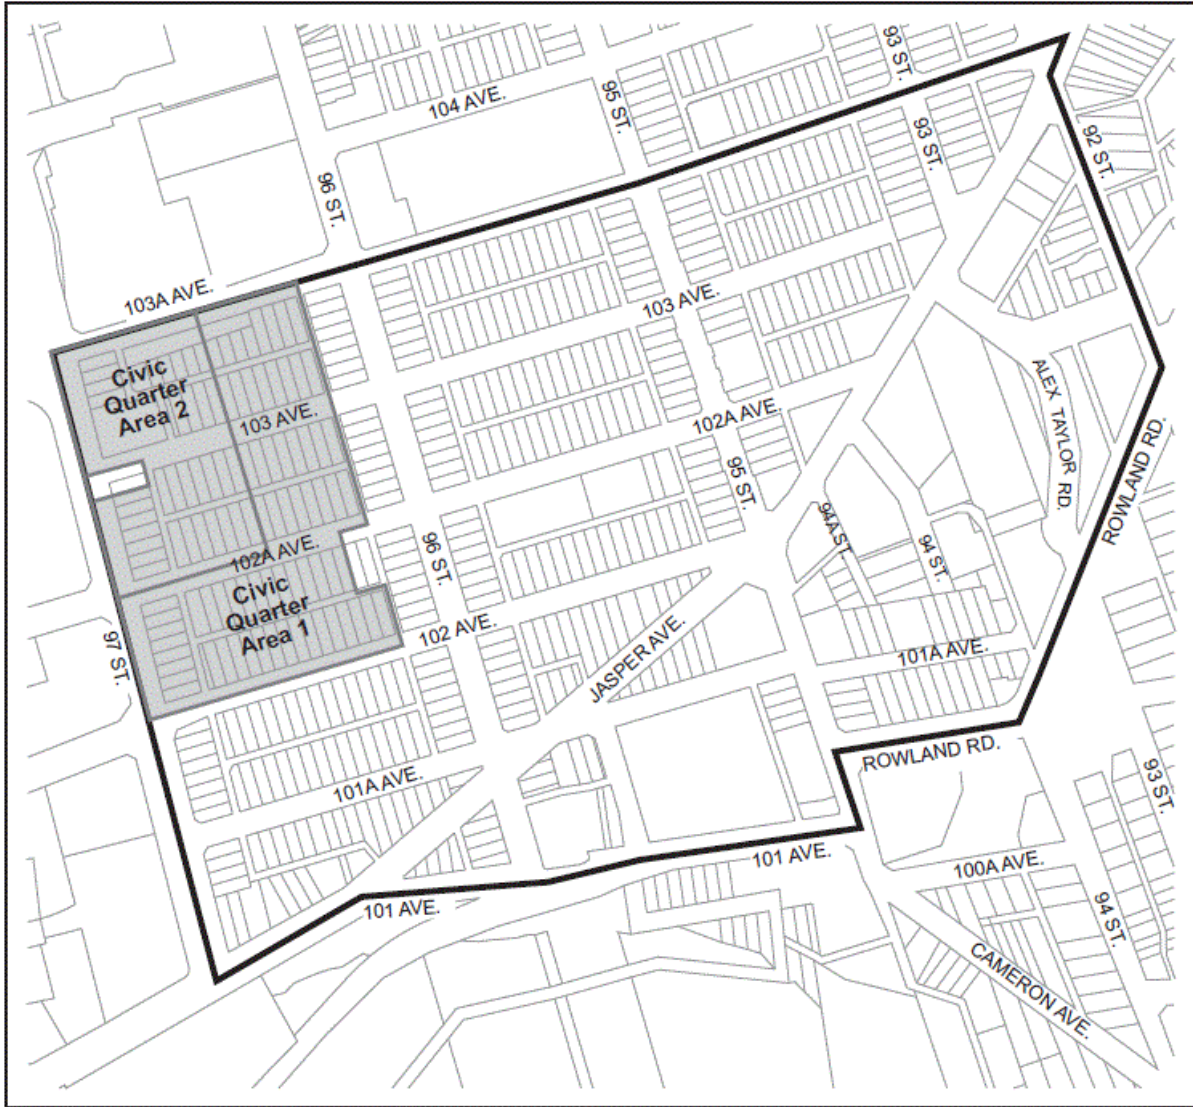 93 ST.
104 AVE.
95 ST.
93 ST.
92 ST.
96 ST.
103A AVE.
103 AVE.
Civic
Quarter
Area 2
103 AVE.
102A AVE.
ALEX TAYLOR RD.
ROWLAND RD.
95 ST.
94A ST.
94 ST.
96 ST.
102A AVE.
Civic
Quarter
Area 1
102 AVE.
97 ST.
JASPER AVE.
101A AVE.
ROWLAND RD.
101A AVE.
93 ST.
101 AVE.
100A AVE.
101 AVE.
94 ST.
CAMERON AVE.